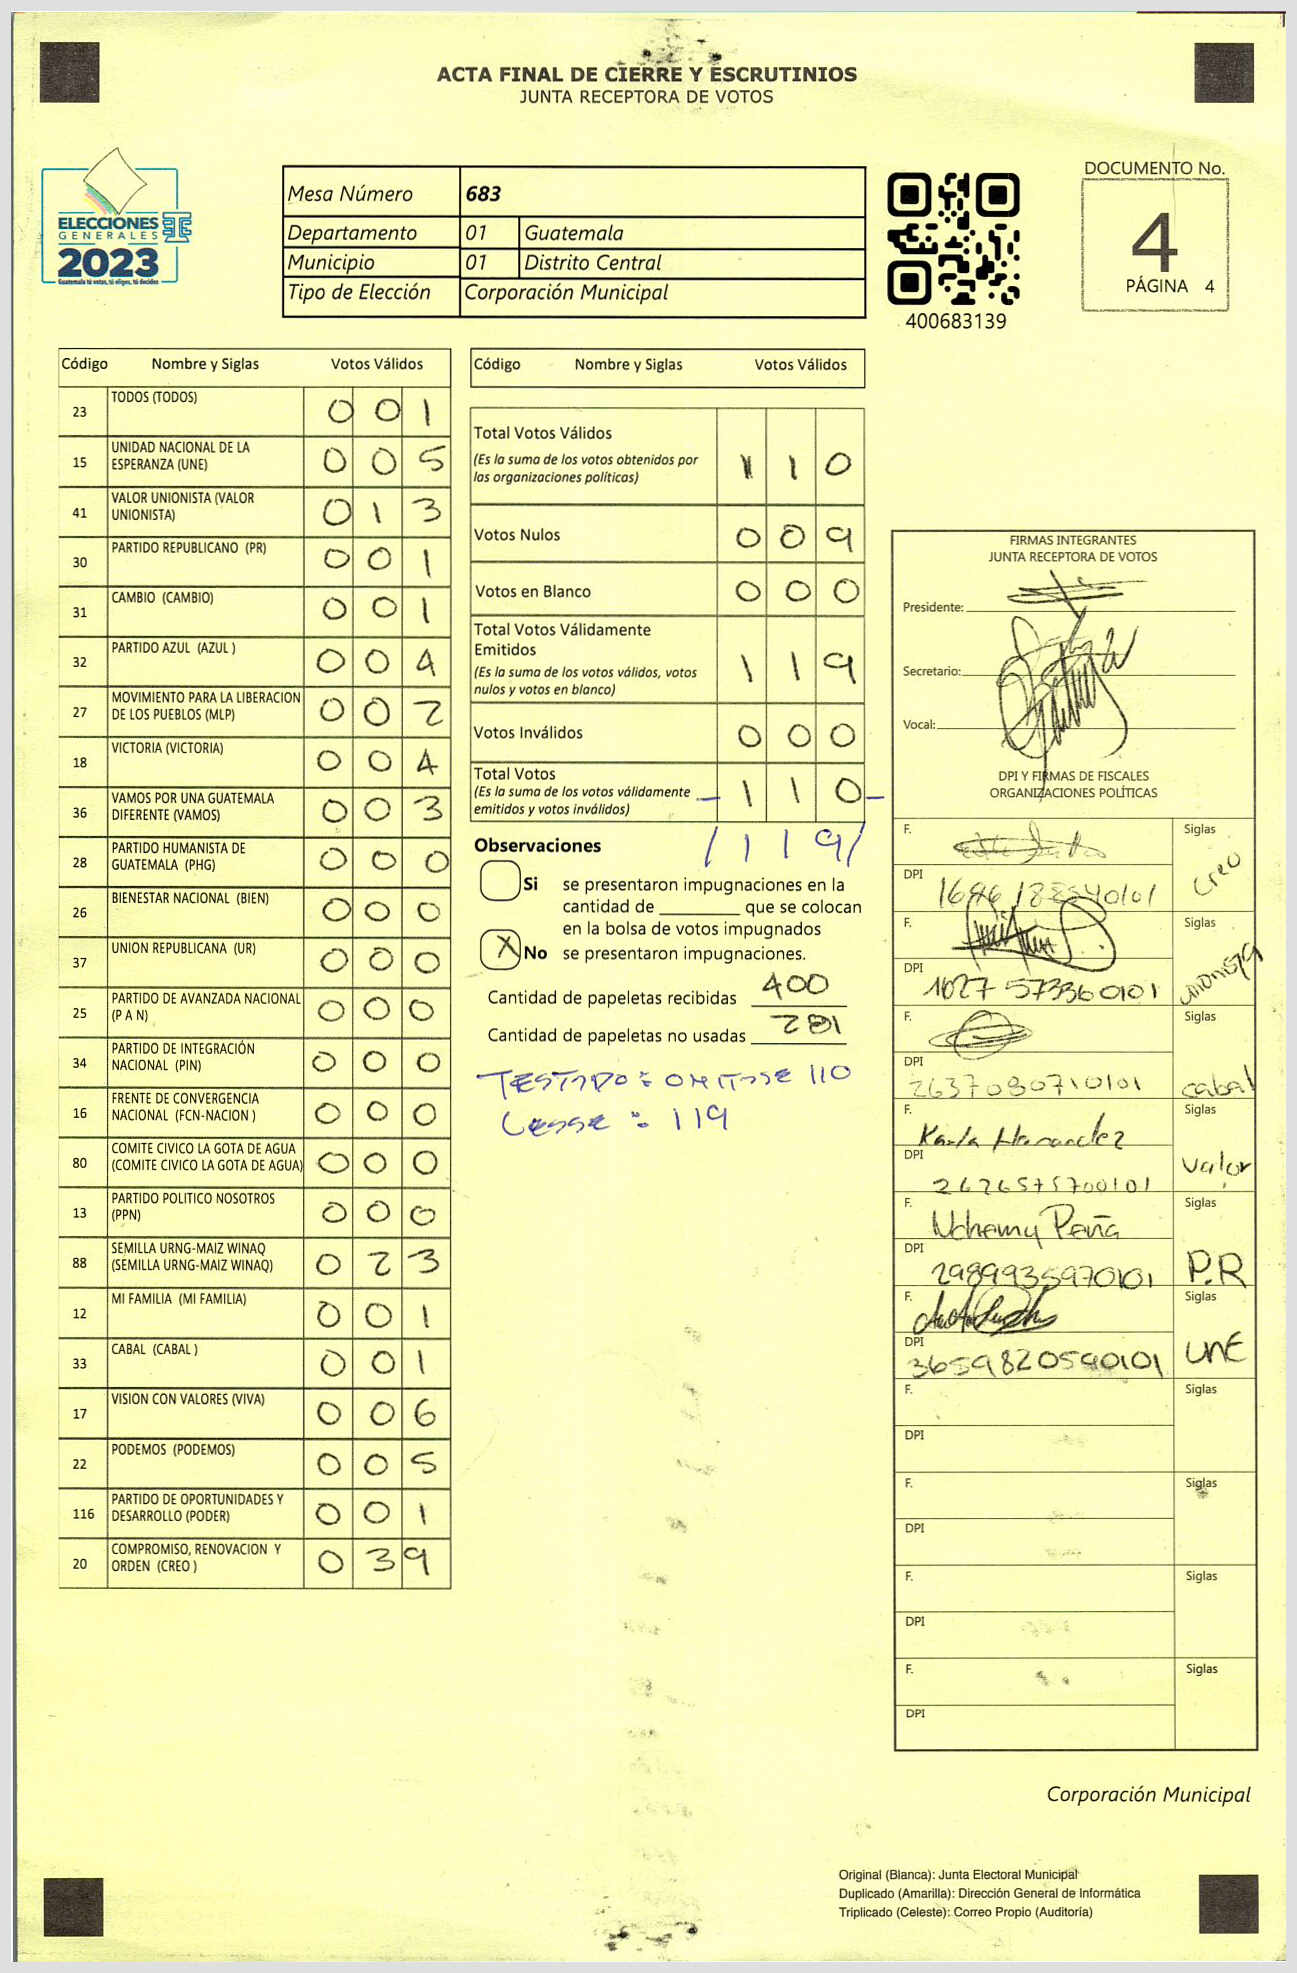 ACTA FINAL DE CIERRE Y ESCRUTINIOS
JUNTA RECEPTORA DE VOTOS
ELECCIONES
GENERALES
2023
Guatemala tú votas, tú eliges, tú decides
Mesa Número 683
Departamento 01 Guatemala
Municipio 01 Distrito Central
Tipo de Elección Corporación Municipal
400683139
DOCUMENTO No.
4
PÁGINA 4
Código Nombre y Siglas Votos Válidos
23 TODOS (TODOS) 0 0 1
15 UNIDAD NACIONAL DE LA ESPERANZA (UNE) 0 0 5
41 VALOR UNIONISTA (VALOR UNIONISTA) 0 1 3
30 PARTIDO REPUBLICANO (PR) 0 0 1
31 CAMBIO (CAMBIO) 0 0 1
32 PARTIDO AZUL (AZUL ) 0 0 4
27 MOVIMIENTO PARA LA LIBERACION DE LOS PUEBLOS (MLP) 0 0 2
18 VICTORIA (VICTORIA) 0 0 4
36 VAMOS POR UNA GUATEMALA DIFERENTE (VAMOS) 0 0 3
28 PARTIDO HUMANISTA DE GUATEMALA (PHG) 0 0 0
26 BIENESTAR NACIONAL (BIEN) 0 0 0
37 UNION REPUBLICANA (UR) 0 0 0
25 PARTIDO DE AVANZADA NACIONAL (P A N) 0 0 0
34 PARTIDO DE INTEGRACIÓN NACIONAL (PIN) 0 0 0
16 FRENTE DE CONVERGENCIA NACIONAL (FCN-NACION ) 0 0 0
80 COMITE CIVICO LA GOTA DE AGUA (COMITE CIVICO LA GOTA DE AGUA) 0 0 0
13 PARTIDO POLITICO NOSOTROS (PPN) 0 0 0
88 SEMILLA URNG-MAIZ WINAQ (SEMILLA URNG-MAIZ WINAQ) 0 2 3
12 MI FAMILIA (MI FAMILIA) 0 0 1
33 CABAL (CABAL ) 0 0 1
17 VISION CON VALORES (VIVA) 0 0 6
22 PODEMOS (PODEMOS) 0 0 5
116 PARTIDO DE OPORTUNIDADES Y DESARROLLO (PODER) 0 0 1
20 COMPROMISO, RENOVACION Y ORDEN (CREO ) 0 3 9
Código Nombre y Siglas Votos Válidos
Total Votos Válidos 1 1 0
(Es la suma de los votos obtenidos por
las organizaciones políticas)
Votos Nulos 0 0 9
Votos en Blanco 0 0 0
Total Votos Válidamente
Emitidos 1 1 9
(Es la suma de los votos válidos, votos
nulos y votos en blanco)
Votos Inválidos 0 0 0
Total Votos
(Es la suma de los votos válidamente
emitidos y votos inválidos) - 1 1 0 -
/ 1 1 9 /
Observaciones
Si se presentaron impugnaciones en la
cantidad de ________ que se colocan
en la bolsa de votos impugnados
X No se presentaron impugnaciones.
Cantidad de papeletas recibidas 400
Cantidad de papeletas no usadas 281
TESTADO: OMITASE 110
LEASE: 119
FIRMAS INTEGRANTES
JUNTA RECEPTORA DE VOTOS
Presidente:
Secretario:
Vocal:
DPI Y FIRMAS DE FISCALES
ORGANIZACIONES POLÍTICAS
F. Siglas
DPI Creo
F. Siglas
DPI 1027 573360101 unionista
F. Siglas
DPI 2637080710101 cabal
F. Karla Hernandez Siglas
DPI 2626575700101 Valor
F. Nohemy Peña Siglas
DPI 2989935970101 P.R
F. Siglas
DPI 3659820590101 UNE
F. Siglas
DPI
F. Siglas
DPI
F. Siglas
DPI
F. Siglas
DPI
Corporación Municipal
Original (Blanca): Junta Electoral Municipal
Duplicado (Amarilla): Dirección General de Informática
Triplicado (Celeste): Correo Propio (Auditoría)